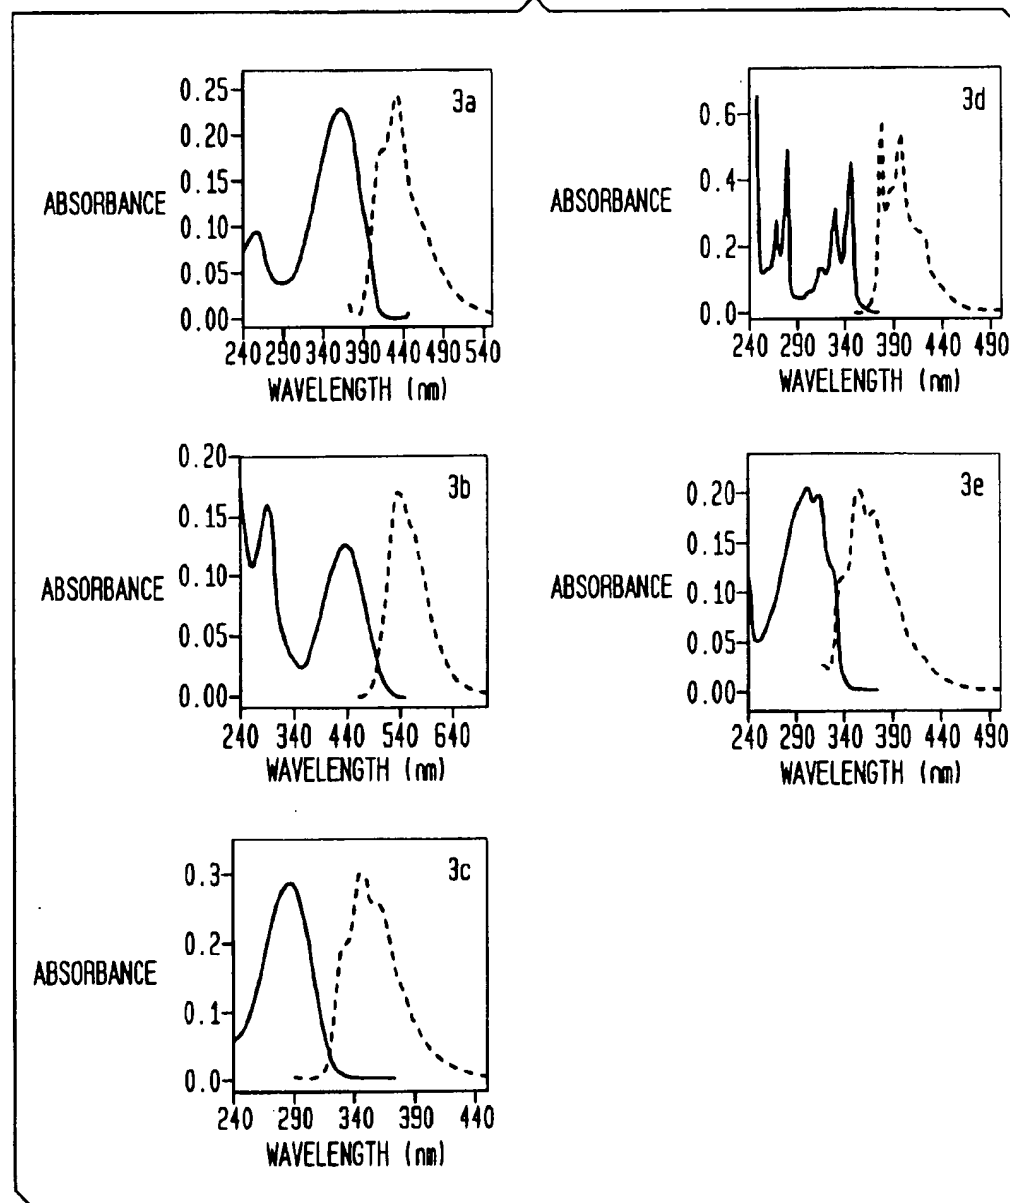 3a
0.25
0.20
0.15
0.10
0.05
0.00
ABSORBANCE
240 290 340 390 440 490 540
WAVELENGTH (nm)
3d
0.6
0.4
0.2
0.0
ABSORBANCE
240 290 340 390 440 490
WAVELENGTH (nm)
3b
0.20
0.15
0.10
0.05
0.00
ABSORBANCE
240 340 440 540 640
WAVELENGTH (nm)
3e
0.20
0.15
0.10
0.05
0.00
ABSORBANCE
240 290 340 390 440 490
WAVELENGTH (nm)
3c
0.3
0.2
0.1
0.0
ABSORBANCE
240 290 340 390 440
WAVELENGTH (nm)